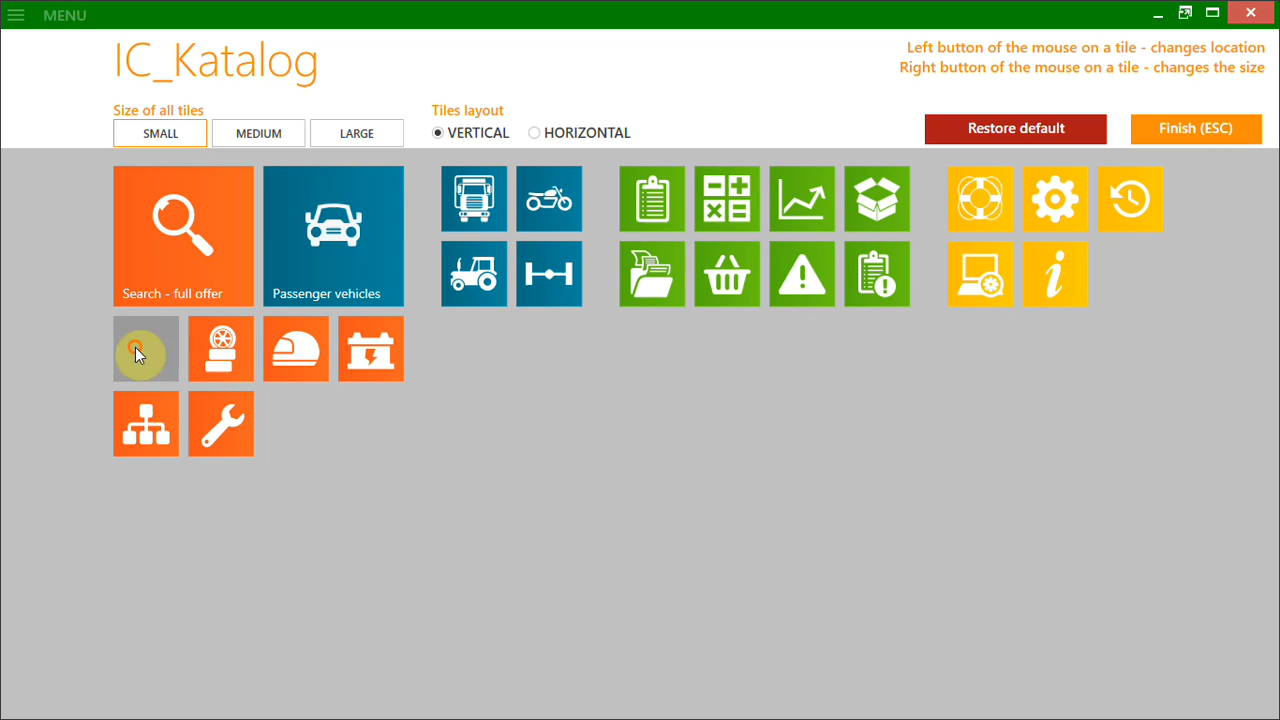 MENU
IC_Katalog
Left button of the mouse on a tile - changes location
Right button of the mouse on a tile - changes the size
Size of all tiles
SMALL MEDIUM LARGE
Tiles layout
VERTICAL HORIZONTAL
Restore default
Finish (ESC)
Search - full offer
Passenger vehicles